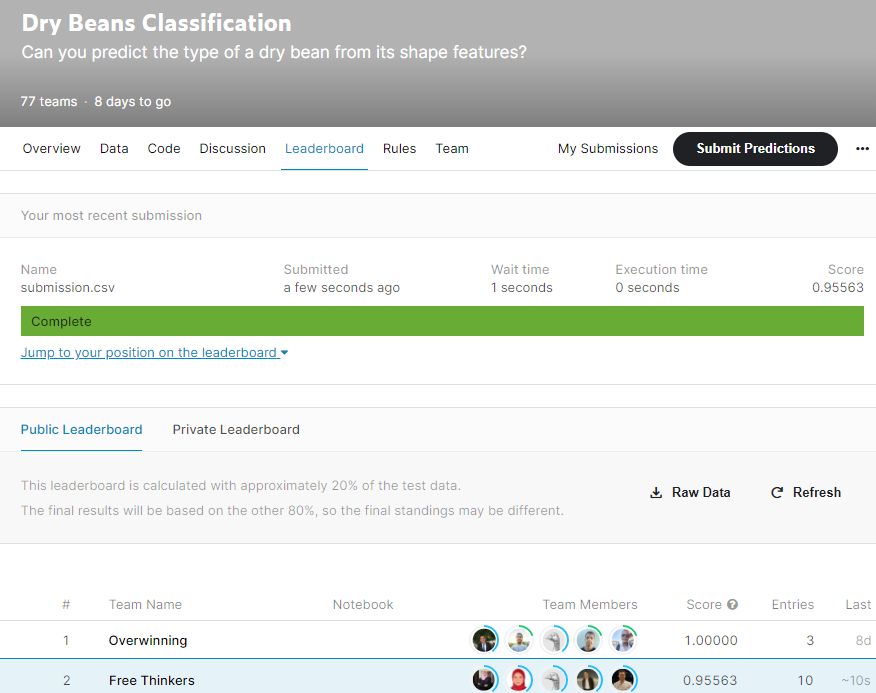 Dry Beans Classification
Can you predict the type of a dry bean from its shape features?
77 teams · 8 days to go
Overview Data Code Discussion Leaderboard Rules Team My Submissions Submit Predictions ...
Your most recent submission
Name Submitted Wait time Execution time Score
submission.csv a few seconds ago 1 seconds 0 seconds 0.95563
Complete
Jump to your position on the leaderboard
Public Leaderboard Private Leaderboard
This leaderboard is calculated with approximately 20% of the test data.
The final results will be based on the other 80%, so the final standings may be different.
Raw Data Refresh
# Team Name Notebook Team Members Score ? Entries Last
1 Overwinning 1.00000 3 8d
2 Free Thinkers 0.95563 10 ~10s